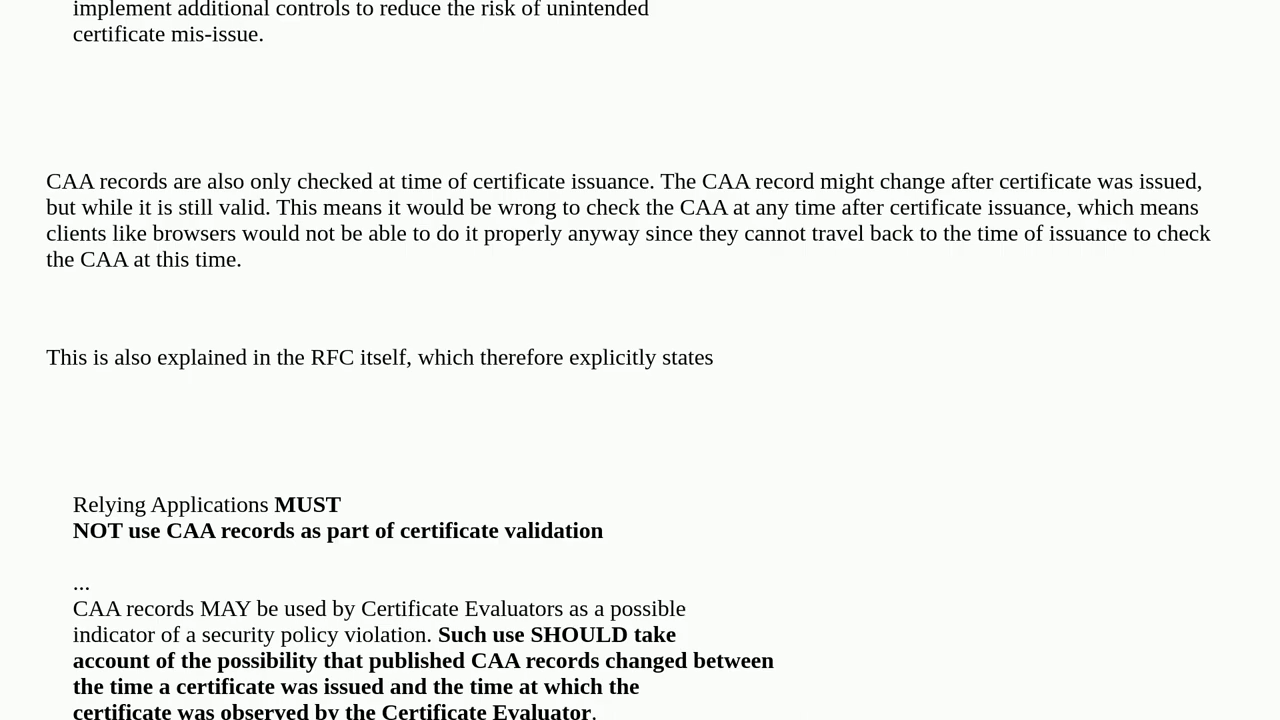 implement additional controls to reduce the risk of unintended
certificate mis-issue.
CAA records are also only checked at time of certificate issuance. The CAA record might change after certificate was issued,
but while it is still valid. This means it would be wrong to check the CAA at any time after certificate issuance, which means
clients like browsers would not be able to do it properly anyway since they cannot travel back to the time of issuance to check
the CAA at this time.
This is also explained in the RFC itself, which therefore explicitly states
Relying Applications MUST
NOT use CAA records as part of certificate validation
...
CAA records MAY be used by Certificate Evaluators as a possible
indicator of a security policy violation. Such use SHOULD take
account of the possibility that published CAA records changed between
the time a certificate was issued and the time at which the
certificate was observed by the Certificate Evaluator.